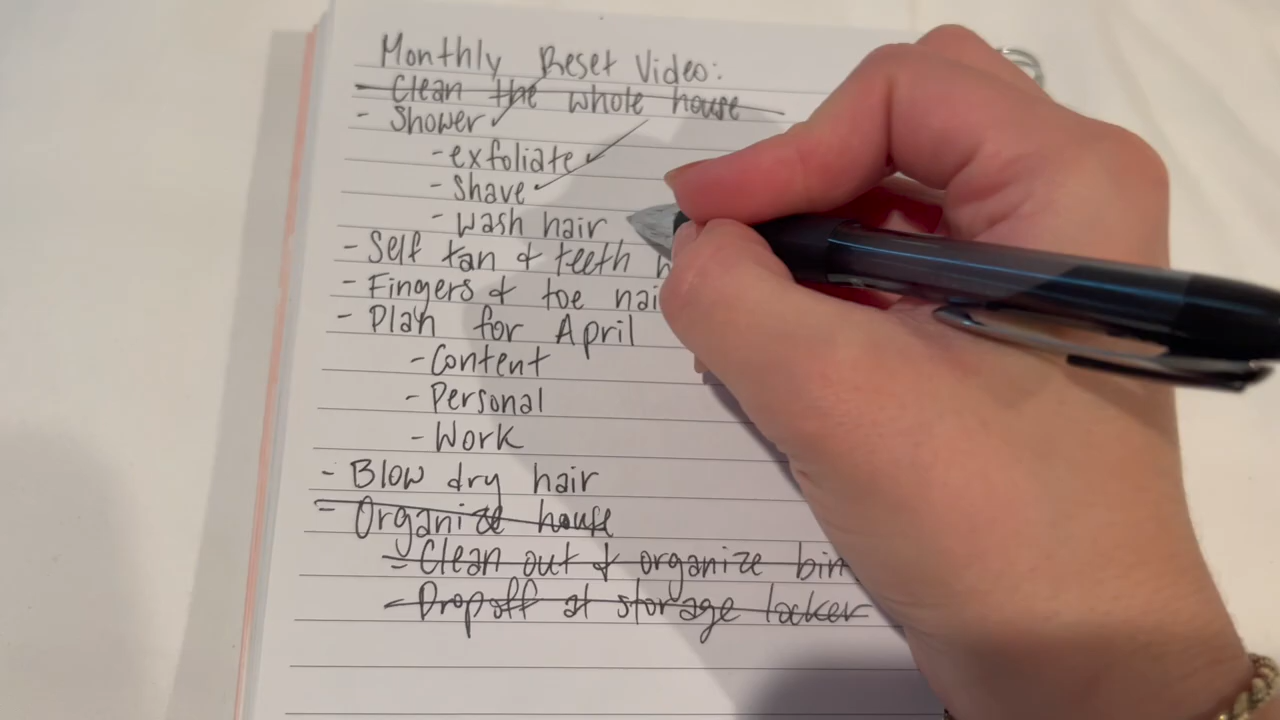 Monthly Reset Video:
- Clean the whole house
- Shower ✓
- exfoliate ✓
- Shave ✓
- Wash hair
- Self tan & teeth
- Fingers & toe
- Plan for April
- Content
- Personal
- Work
- Blow dry hair
- Organize house
- Clean out & organize
- Drop off at storage locker